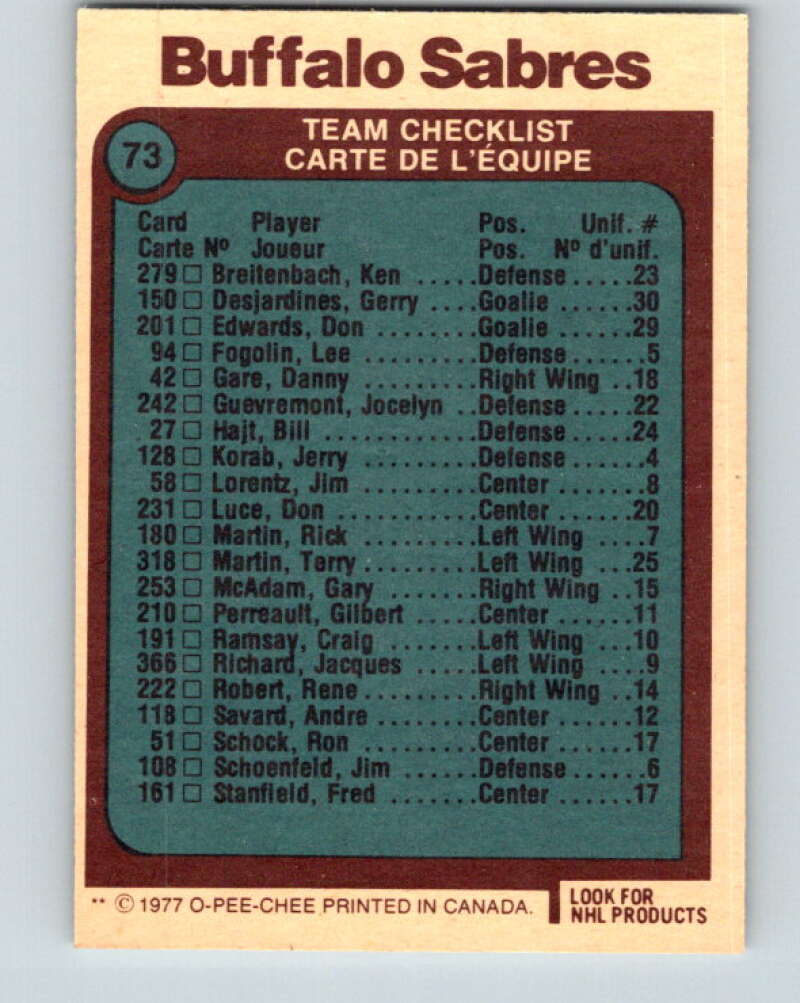 Buffalo Sabres
73
TEAM CHECKLIST
CARTE DE L'ÉQUIPE
Card Player Pos. Unif. #
Carte Nº Joueur Pos. Nº d'unif.
279 □ Breitenbach, Ken .....Defense.....23
150 □ Desjardines, Gerry ....Goalie ......30
201 □ Edwards, Don ........Goalie ......29
94 □ Fogolin, Lee .........Defense......5
42 □ Gare, Danny .........Right Wing ..18
242 □ Guevremont, Jocelyn ..Defense.....22
27 □ Hajt, Bill ............Defense.....24
128 □ Korab, Jerry .........Defense......4
58 □ Lorentz, Jim .........Center .......8
231 □ Luce, Don ...........Center ......20
180 □ Martin, Rick .........Left Wing ....7
318 □ Martin, Terry ........Left Wing ...25
253 □ McAdam, Gary .......Right Wing ..15
210 □ Perreault, Gilbert .....Center ......11
191 □ Ramsay, Craig .......Left Wing ...10
366 □ Richard, Jacques .....Left Wing ....9
222 □ Robert, Rene.........Right Wing ..14
118 □ Savard, Andre ........Center ......12
51 □ Schock, Ron .........Center ......17
108 □ Schoenfeld, Jim ......Defense......6
161 □ Stanfield, Fred .......Center ......17
** © 1977 O-PEE-CHEE PRINTED IN CANADA.
LOOK FOR
NHL PRODUCTS